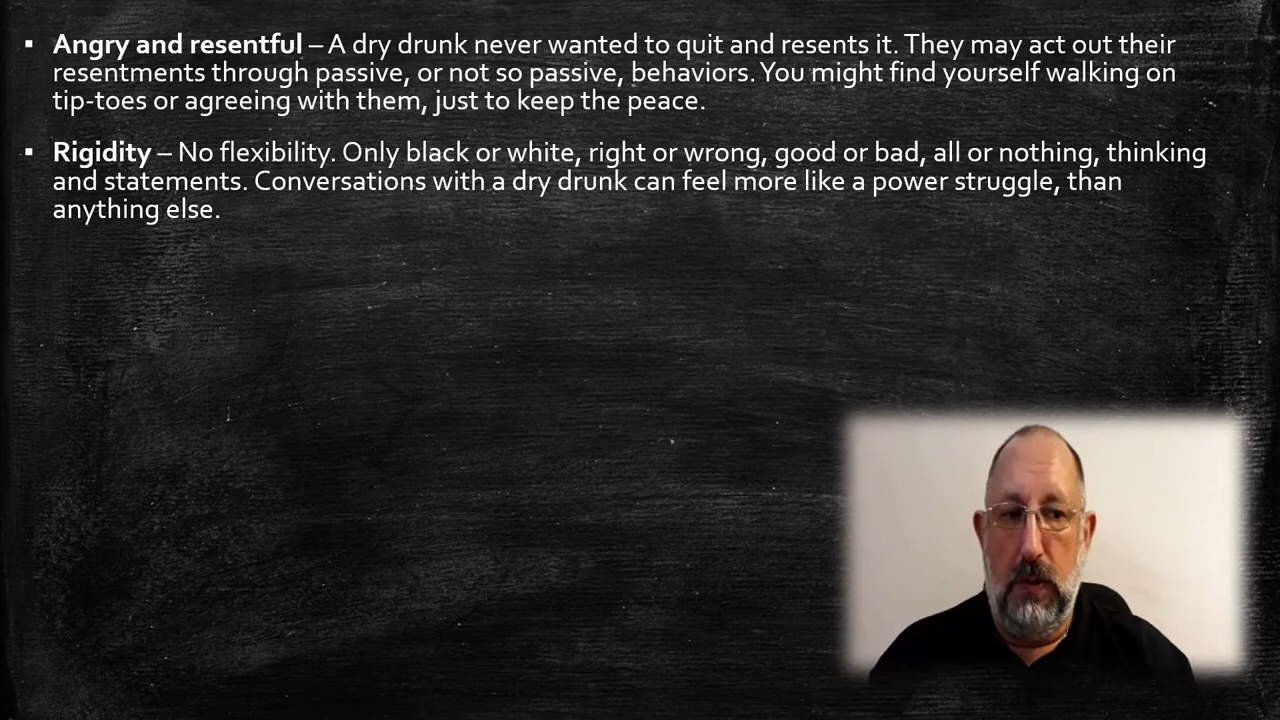 ▪ Angry and resentful – A dry drunk never wanted to quit and resents it. They may act out their
resentments through passive, or not so passive, behaviors. You might find yourself walking on
tip-toes or agreeing with them, just to keep the peace.
▪ Rigidity – No flexibility. Only black or white, right or wrong, good or bad, all or nothing, thinking
and statements. Conversations with a dry drunk can feel more like a power struggle, than
anything else.